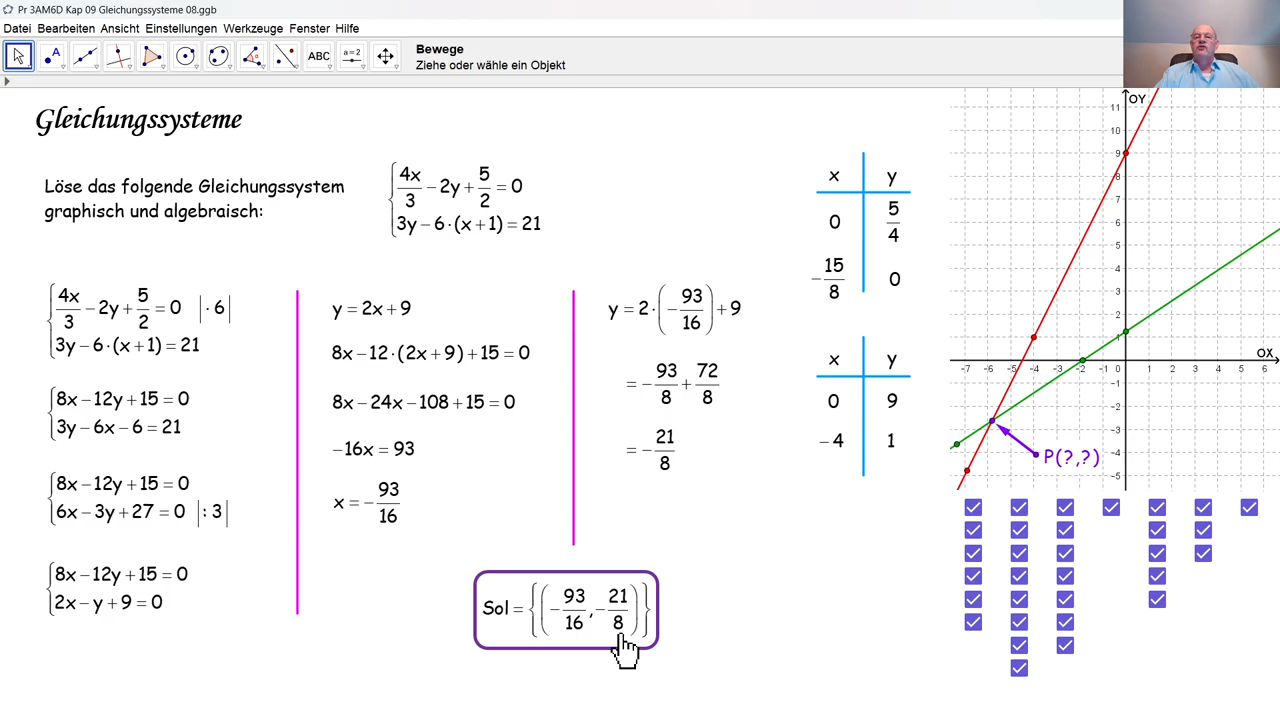 Pr 3AM6D Kap 09 Gleichungssysteme 08.ggb
Datei Bearbeiten Ansicht Einstellungen Werkzeuge Fenster Hilfe
A ABC a=2
Bewege
Ziehe oder wähle ein Objekt
Gleichungssysteme
Löse das folgende Gleichungssystem
graphisch und algebraisch:
4x/3 − 2y + 5/2 = 0
3y − 6·(x + 1) = 21
4x/3 − 2y + 5/2 = 0 |· 6|
3y − 6·(x + 1) = 21
8x − 12y + 15 = 0
3y − 6x − 6 = 21
8x − 12y + 15 = 0
6x − 3y + 27 = 0 |: 3|
8x − 12y + 15 = 0
2x − y + 9 = 0
y = 2x + 9
8x − 12·(2x + 9) + 15 = 0
8x − 24x − 108 + 15 = 0
−16x = 93
x = −93/16
y = 2·(−93/16) + 9
= −93/8 + 72/8
= −21/8
Sol = {(−93/16, −21/8)}
x y
0 5/4
−15/8 0
x y
0 9
−4 1
OY
11
10
9
8
7
6
5
4
3
2
1
OX
-7 -6 -5 -4 -3 -2 -1 0 1 2 3 4 5 6
-1
-2
-3
-4
-5
P(?,?)